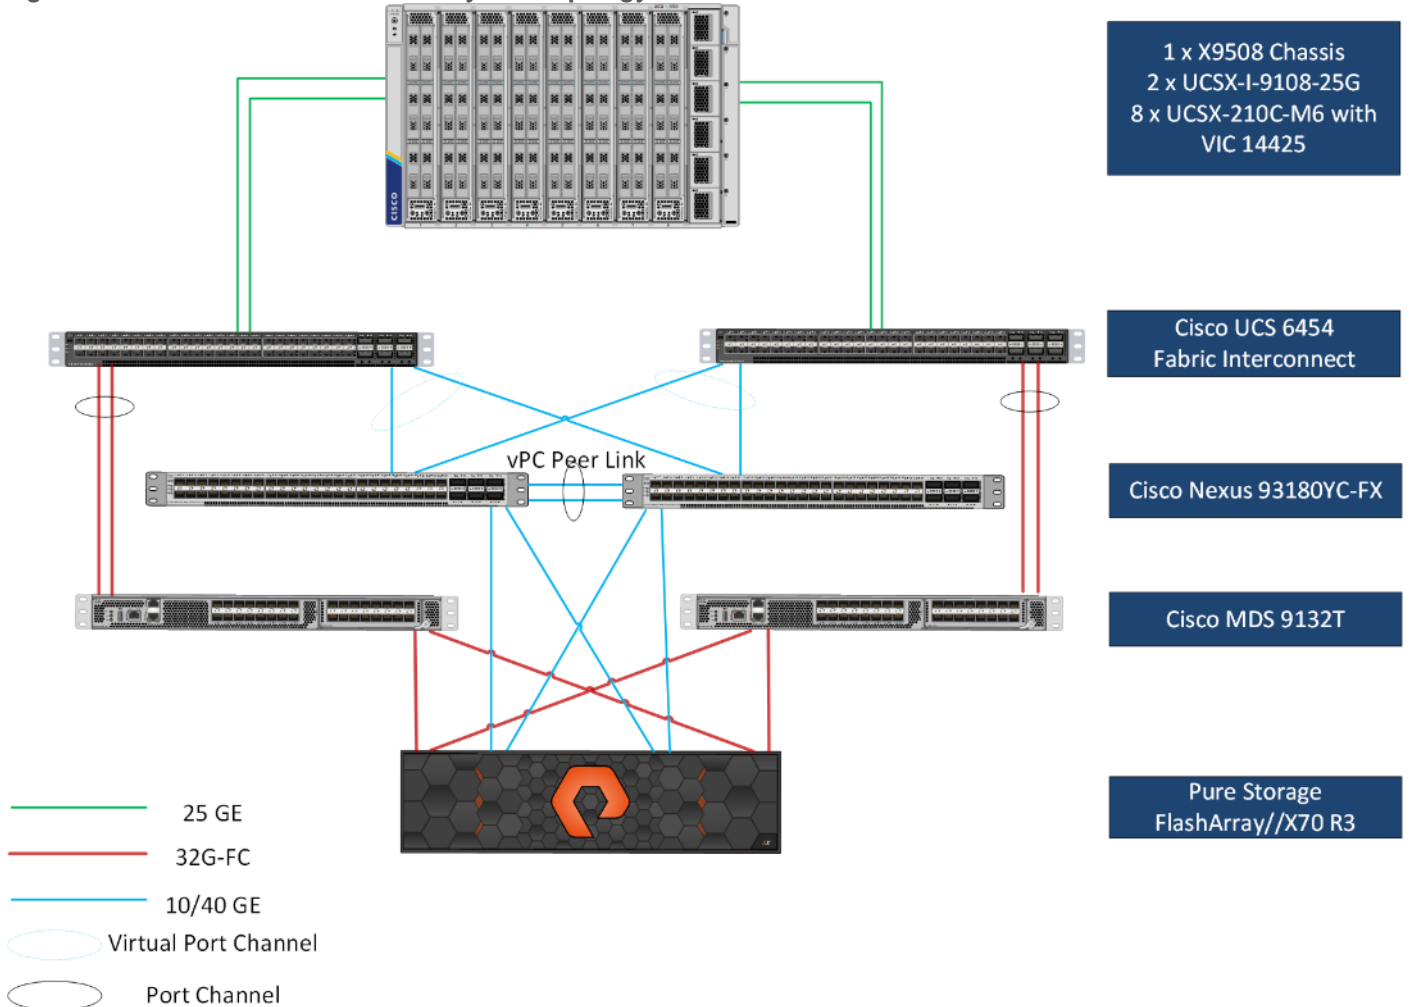 1 x X9508 Chassis
2 x UCSX-I-9108-25G
8 x UCSX-210C-M6 with
VIC 14425
CISCO
Cisco UCS 6454
Fabric Interconnect
vPC Peer Link
Cisco Nexus 93180YC-FX
Cisco MDS 9132T
Pure Storage
FlashArray//X70 R3
25 GE
32G-FC
10/40 GE
Virtual Port Channel
Port Channel